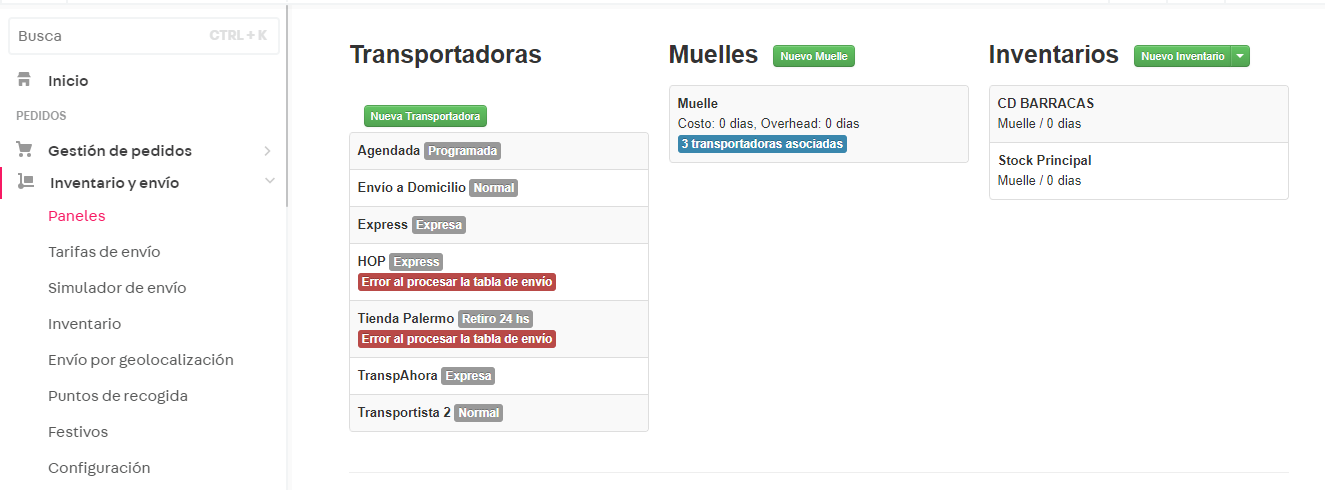 Busca CTRL + K
Inicio
PEDIDOS
Gestión de pedidos
Inventario y envío
Paneles
Tarifas de envío
Simulador de envío
Inventario
Envío por geolocalización
Puntos de recogida
Festivos
Configuración
Transportadoras
Nueva Transportadora
Agendada Programada
Envío a Domicilio Normal
Express Expresa
HOP Express
Error al procesar la tabla de envío
Tienda Palermo Retiro 24 hs
Error al procesar la tabla de envío
TranspAhora Expresa
Transportista 2 Normal
Muelles Nuevo Muelle
Muelle
Costo: 0 dias, Overhead: 0 dias
3 transportadoras asociadas
Inventarios Nuevo Inventario
CD BARRACAS
Muelle / 0 dias
Stock Principal
Muelle / 0 dias